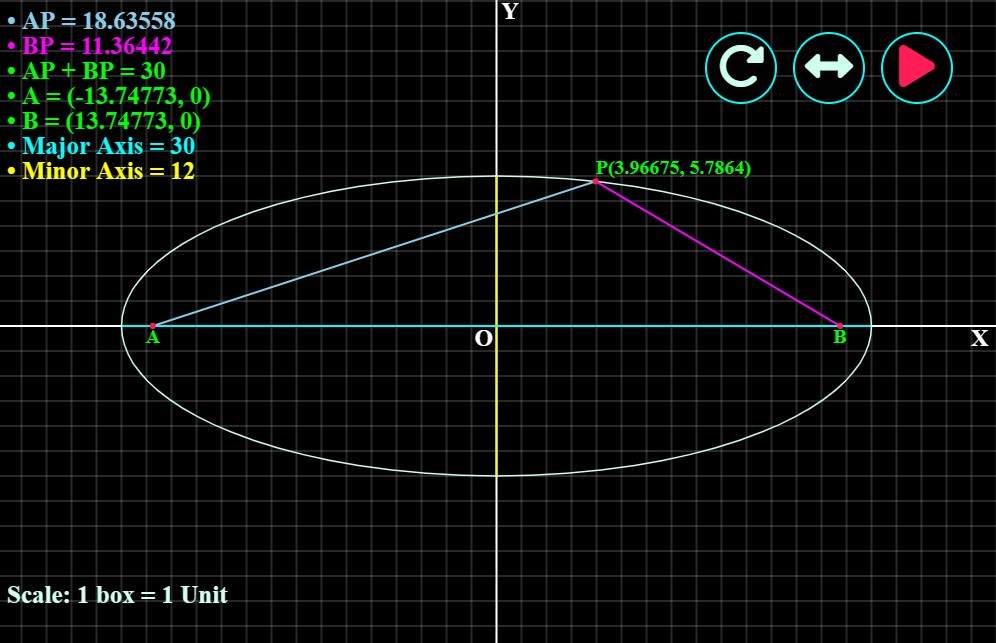 • AP = 18.63558
• BP = 11.36442
• AP + BP = 30
• A = (-13.74773, 0)
• B = (13.74773, 0)
• Major Axis = 30
• Minor Axis = 12
Y
P(3.96675, 5.7864)
A
O
B
X
Scale: 1 box = 1 Unit